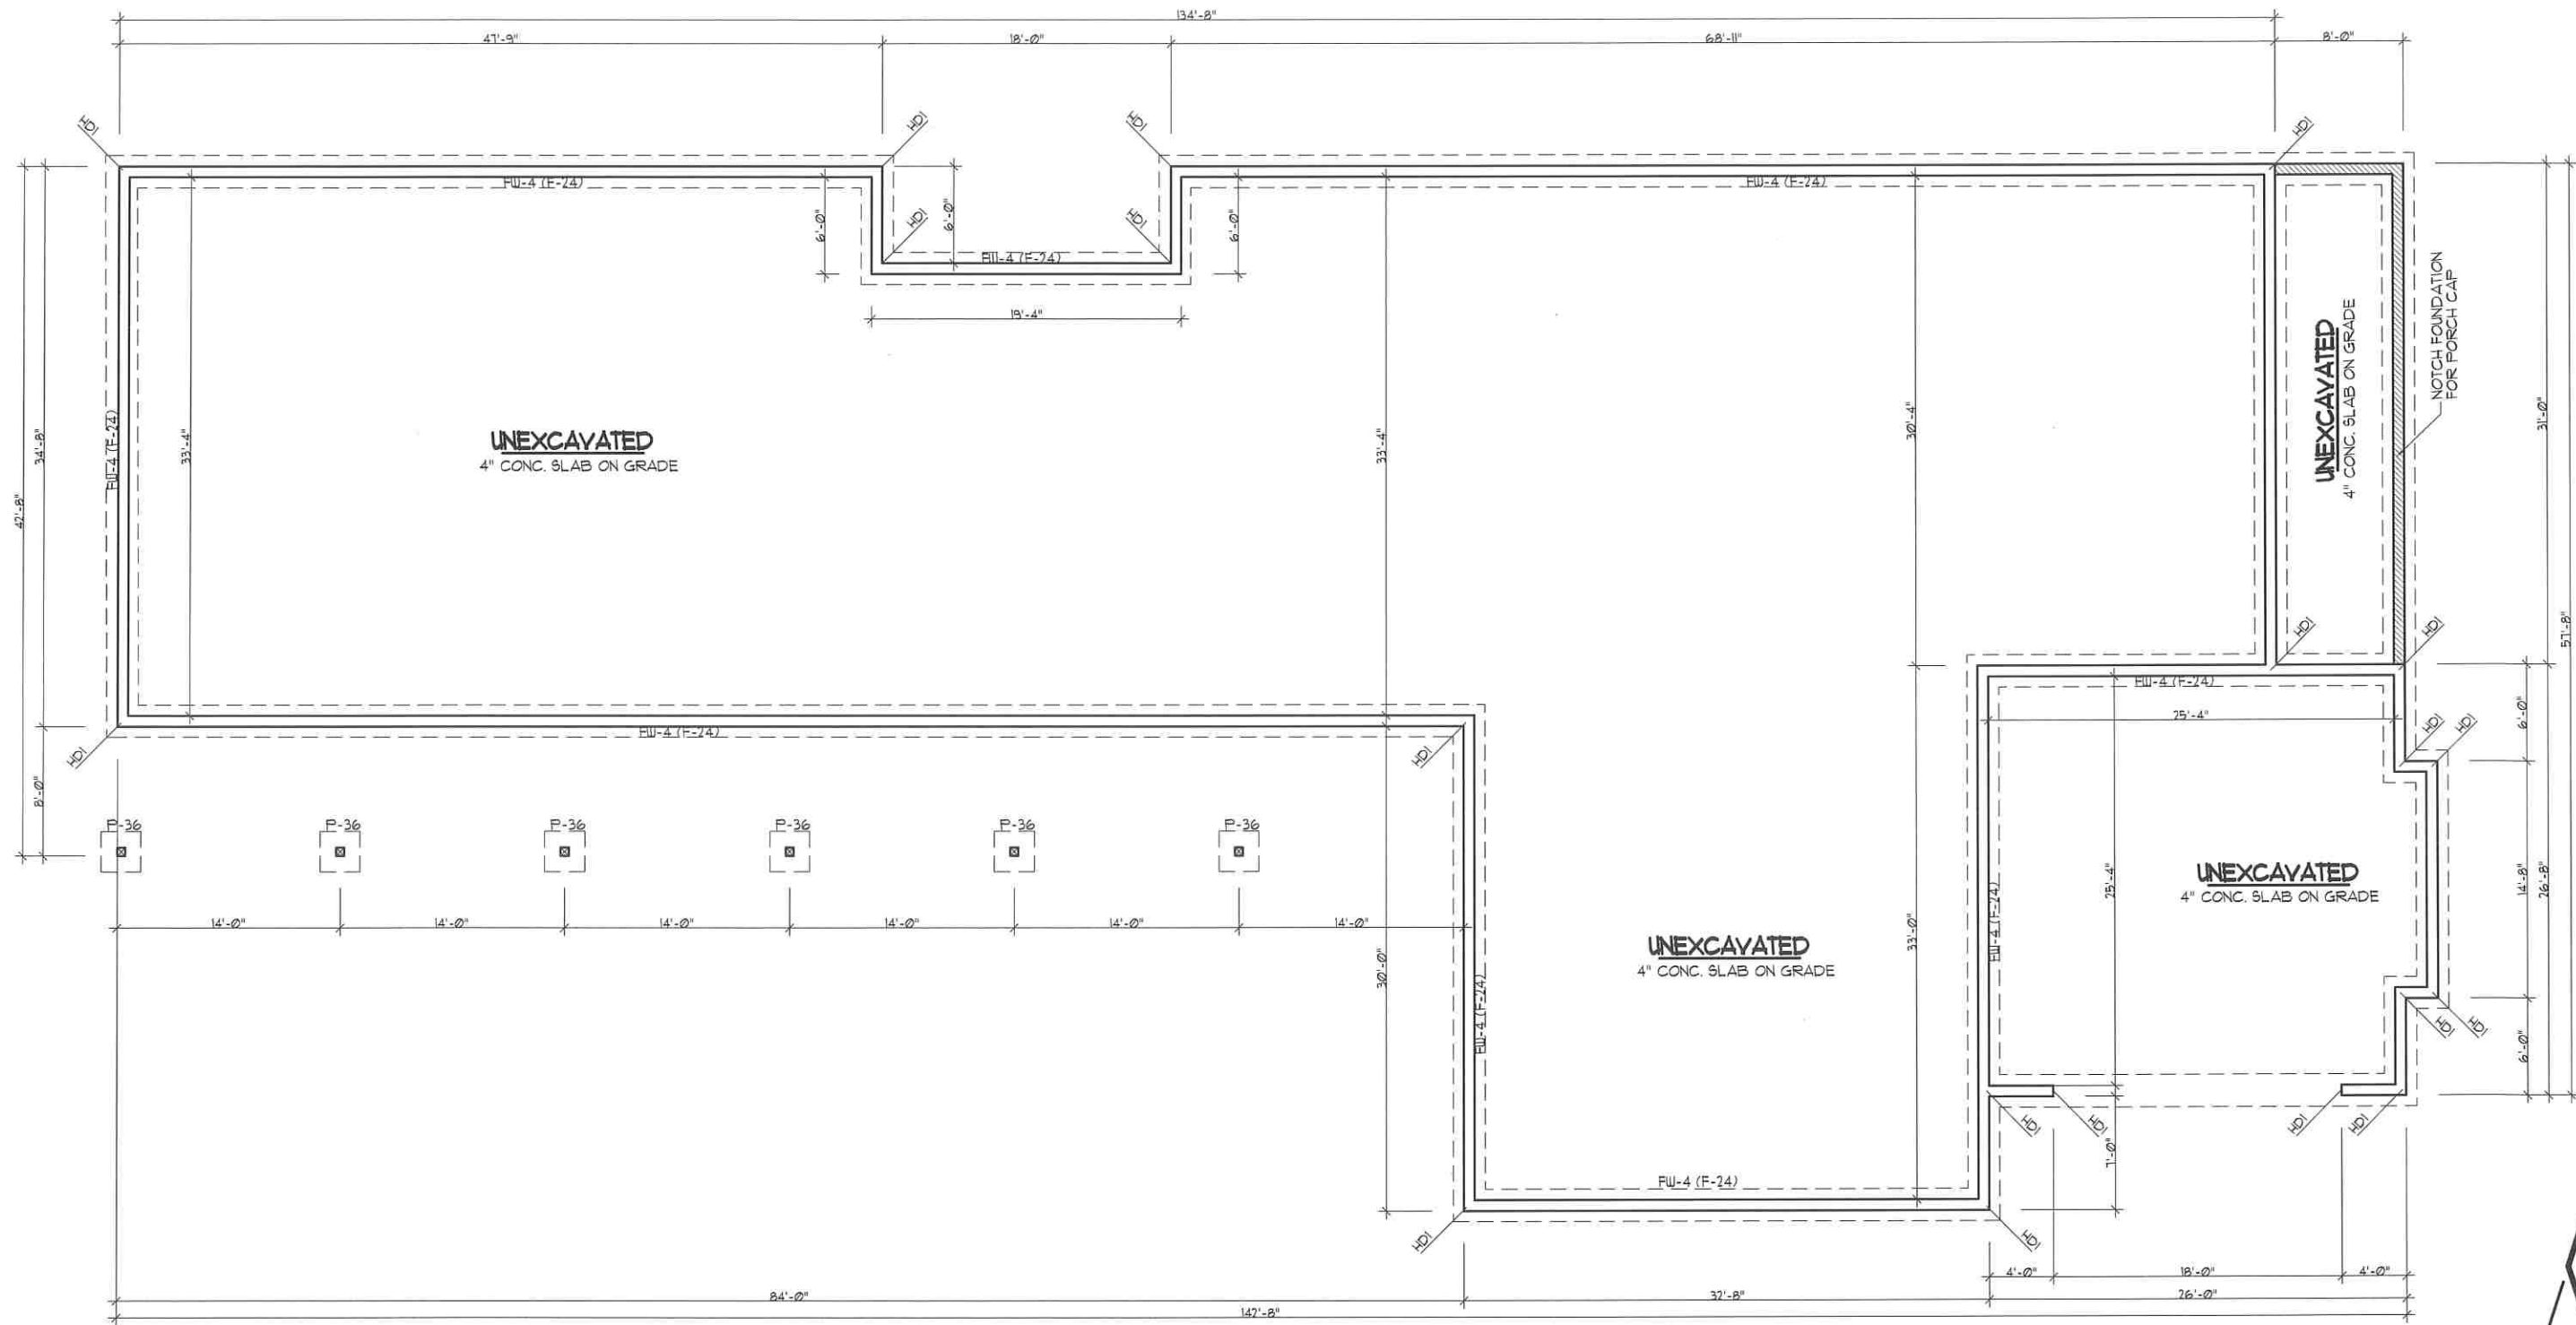 134'-8"
47'-9"
18'-0"
68'-11"
8'-0"
HD1
HD1
HD1
HD1
FW-4 (F-24)
FW-4 (F-24)
6'-0"
HD1
6'-0"
HD1
6'-0"
FW-4 (F-24)
19'-4"
NOTCH FOUNDATION
FOR PORCH CAP
UNEXCAVATED
4" CONC. SLAB ON GRADE
42'-8"
34'-8"
FW-4 (F-24)
33'-4"
UNEXCAVATED
4" CONC. SLAB ON GRADE
33'-4"
30'-4"
31'-0"
57'-8"
HD1
HD1
FW-4 (F-24)
25'-4"
6'-0"
HD1
HD1
FW-4 (F-24)
HD1
HD1
8'-0"
P-36
P-36
P-36
P-36
P-36
P-36
14'-0"
14'-0"
14'-0"
14'-0"
14'-0"
14'-0"
25'-4"
UNEXCAVATED
4" CONC. SLAB ON GRADE
14'-8"
26'-8"
FW-4 (F-24)
33'-0"
UNEXCAVATED
4" CONC. SLAB ON GRADE
30'-0"
FW-4 (F-24)
HD1
HD1
6'-0"
HD1
HD1
HD1
HD1
7'-0"
FW-4 (F-24)
HD1
HD1
4'-0"
18'-0"
4'-0"
84'-0"
32'-8"
26'-0"
142'-8"